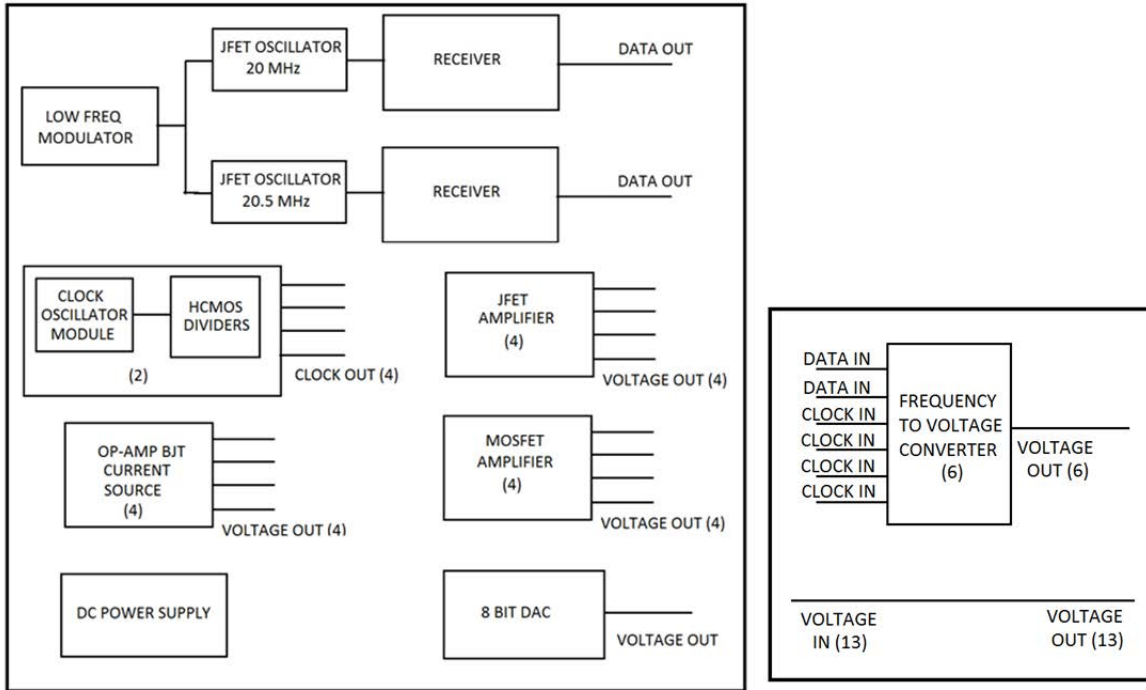 JFET OSCILLATOR
20 MHz
RECEIVER
DATA OUT
LOW FREQ
MODULATOR
JFET OSCILLATOR
20.5 MHz
RECEIVER
DATA OUT
CLOCK
OSCILLATOR
MODULE
HCMOS
DIVIDERS
(2)
CLOCK OUT (4)
JFET
AMPLIFIER
(4)
VOLTAGE OUT (4)
OP-AMP BJT
CURRENT
SOURCE
(4)
VOLTAGE OUT (4)
MOSFET
AMPLIFIER
(4)
VOLTAGE OUT (4)
DC POWER SUPPLY
8 BIT DAC
VOLTAGE OUT
DATA IN
DATA IN
CLOCK IN
CLOCK IN
CLOCK IN
CLOCK IN
FREQUENCY
TO VOLTAGE
CONVERTER
(6)
VOLTAGE
OUT (6)
VOLTAGE
IN (13)
VOLTAGE
OUT (13)